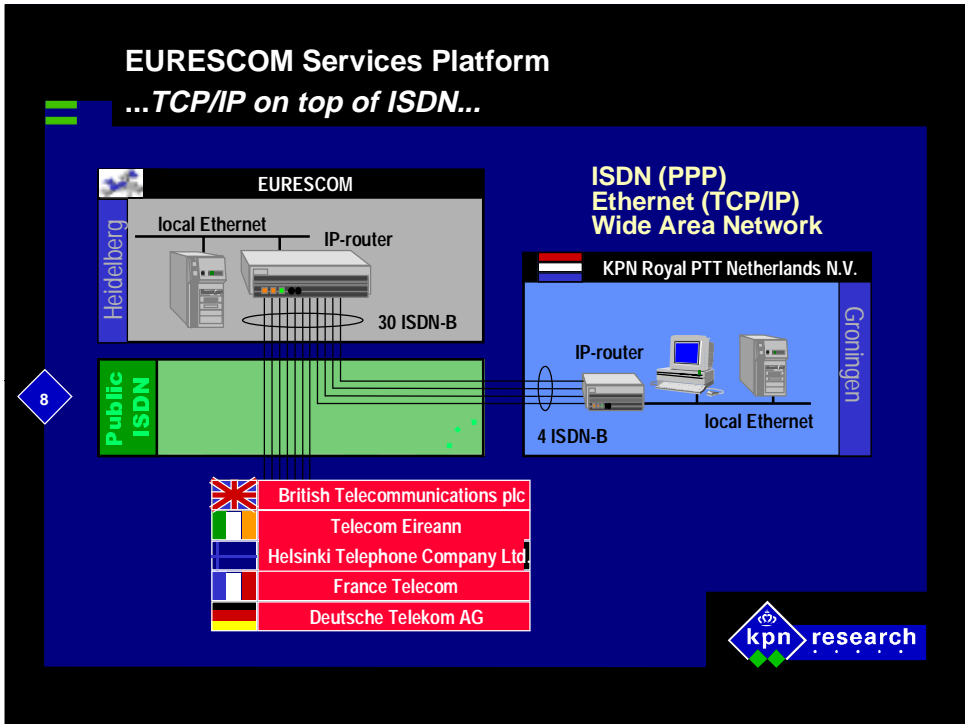 EURESCOM Services Platform
...TCP/IP on top of ISDN...
EURESCOM
Heidelberg
local Ethernet
IP-router
30 ISDN-B
ISDN (PPP)
Ethernet (TCP/IP)
Wide Area Network
KPN Royal PTT Netherlands N.V.
Groningen
IP-router
local Ethernet
4 ISDN-B
Public
ISDN
8
British Telecommunications plc
Telecom Eireann
Helsinki Telephone Company Ltd.
France Telecom
Deutsche Telekom AG
kpn research